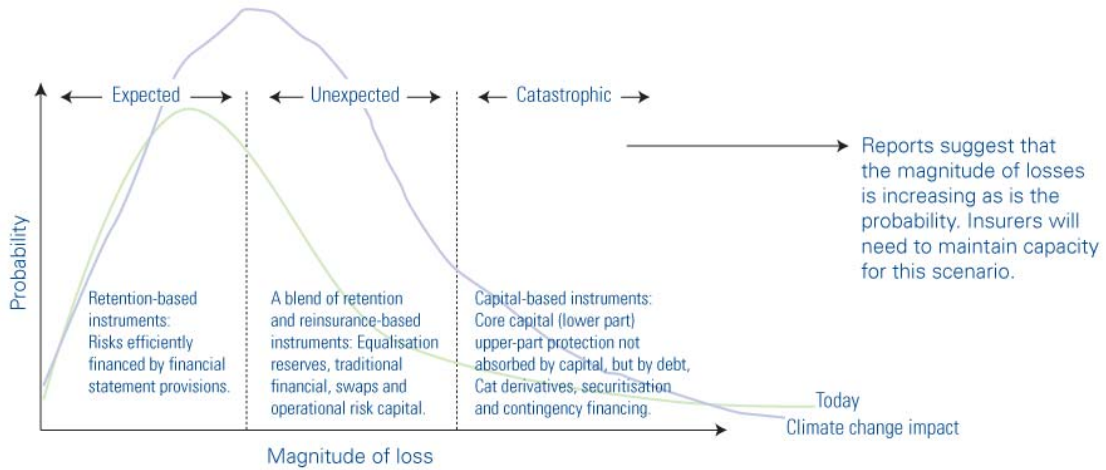 Expected
Unexpected
Catastrophic
Reports suggest that
the magnitude of losses
is increasing as is the
probability. Insurers will
need to maintain capacity
for this scenario.
Probability
Retention-based
instruments:
Risks efficiently
financed by financial
statement provisions.
A blend of retention
and reinsurance-based
instruments: Equalisation
reserves, traditional
financial, swaps and
operational risk capital.
Capital-based instruments:
Core capital (lower part)
upper-part protection not
absorbed by capital, but by debt,
Cat derivatives, securitisation
and contingency financing.
Today
Climate change impact
Magnitude of loss